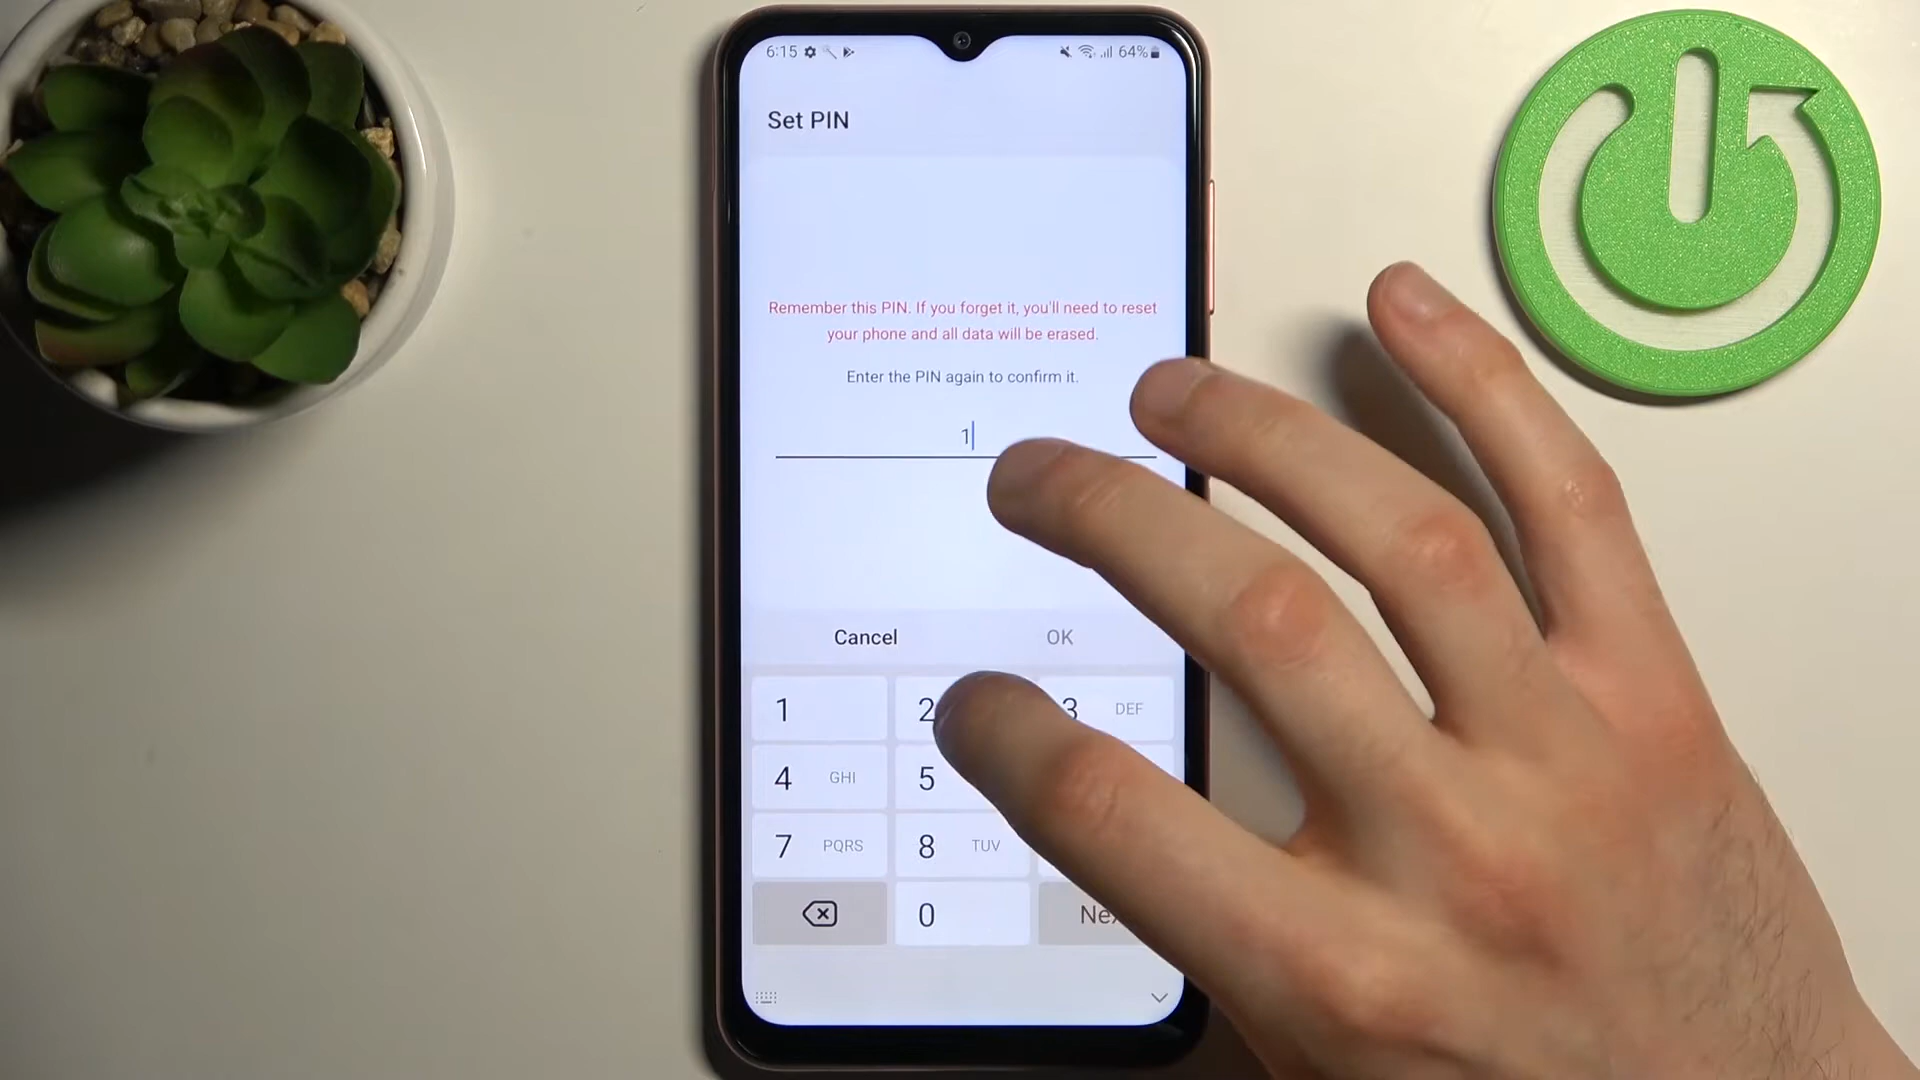 6:15 64%
Set PIN
Remember this PIN. If you forget it, you'll need to reset
your phone and all data will be erased.
Enter the PIN again to confirm it.
1
Cancel OK
1 2 3 DEF
4 GHI 5
7 PQRS 8 TUV
0